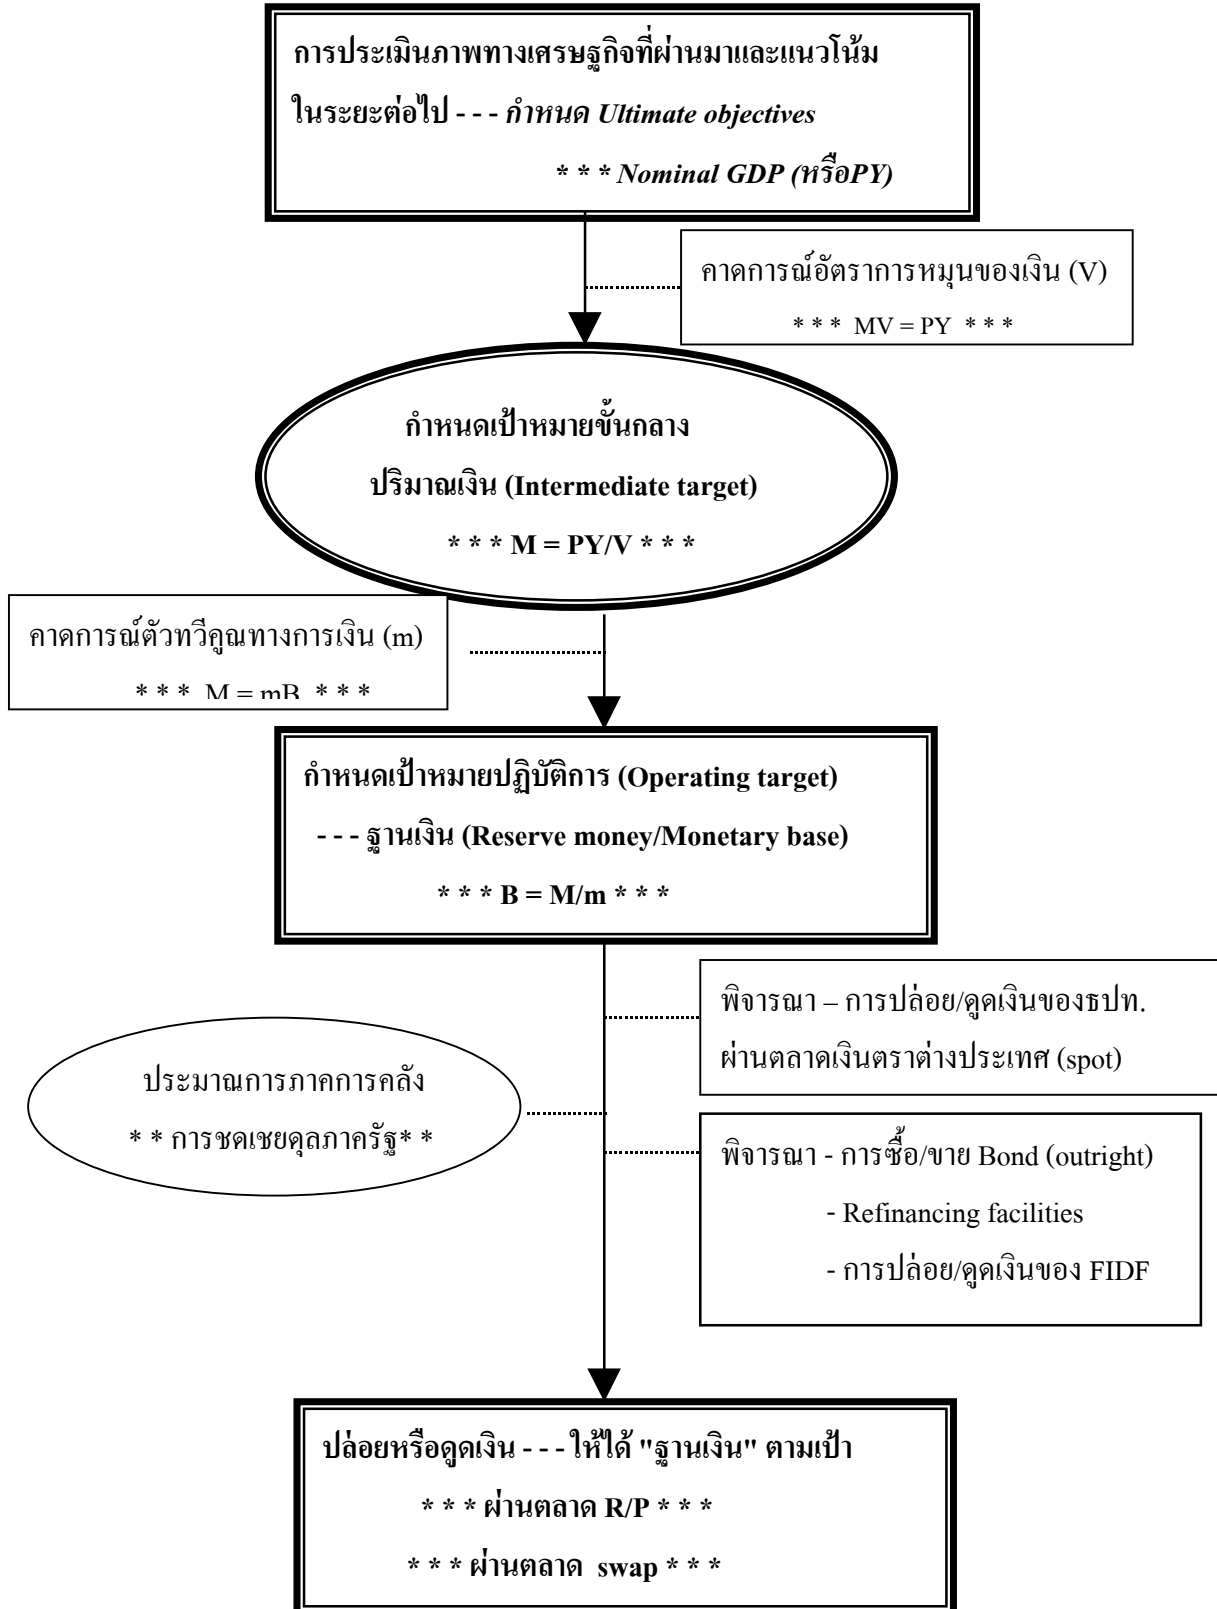 การประเมินภาพทางเศรษฐกิจที่ผ่านมาและแนวโน้ม
ในระยะต่อไป - - - กำหนด Ultimate objectives
* * * Nominal GDP (หรือPY)
คาดการณ์อัตราการหมุนของเงิน (V)
* * * MV = PY * * *
กำหนดเป้าหมายขั้นกลาง
ปริมาณเงิน (Intermediate target)
* * * M = PY/V * * *
คาดการณ์ตัวทวีคูณทางการเงิน (m)
* * * M = mB * * *
กำหนดเป้าหมายปฏิบัติการ (Operating target)
- - - ฐานเงิน (Reserve money/Monetary base)
* * * B = M/m * * *
พิจารณา – การปล่อย/ดูดเงินของธปท.
ผ่านตลาดเงินตราต่างประเทศ (spot)
ประมาณการภาคการคลัง
* * การชดเชยดุลภาครัฐ* *
พิจารณา - การซื้อ/ขาย Bond (outright)
- Refinancing facilities
- การปล่อย/ดูดเงินของ FIDF
ปล่อยหรือดูดเงิน - - - ให้ได้ "ฐานเงิน" ตามเป้า
* * * ผ่านตลาด R/P * * *
* * * ผ่านตลาด swap * * *